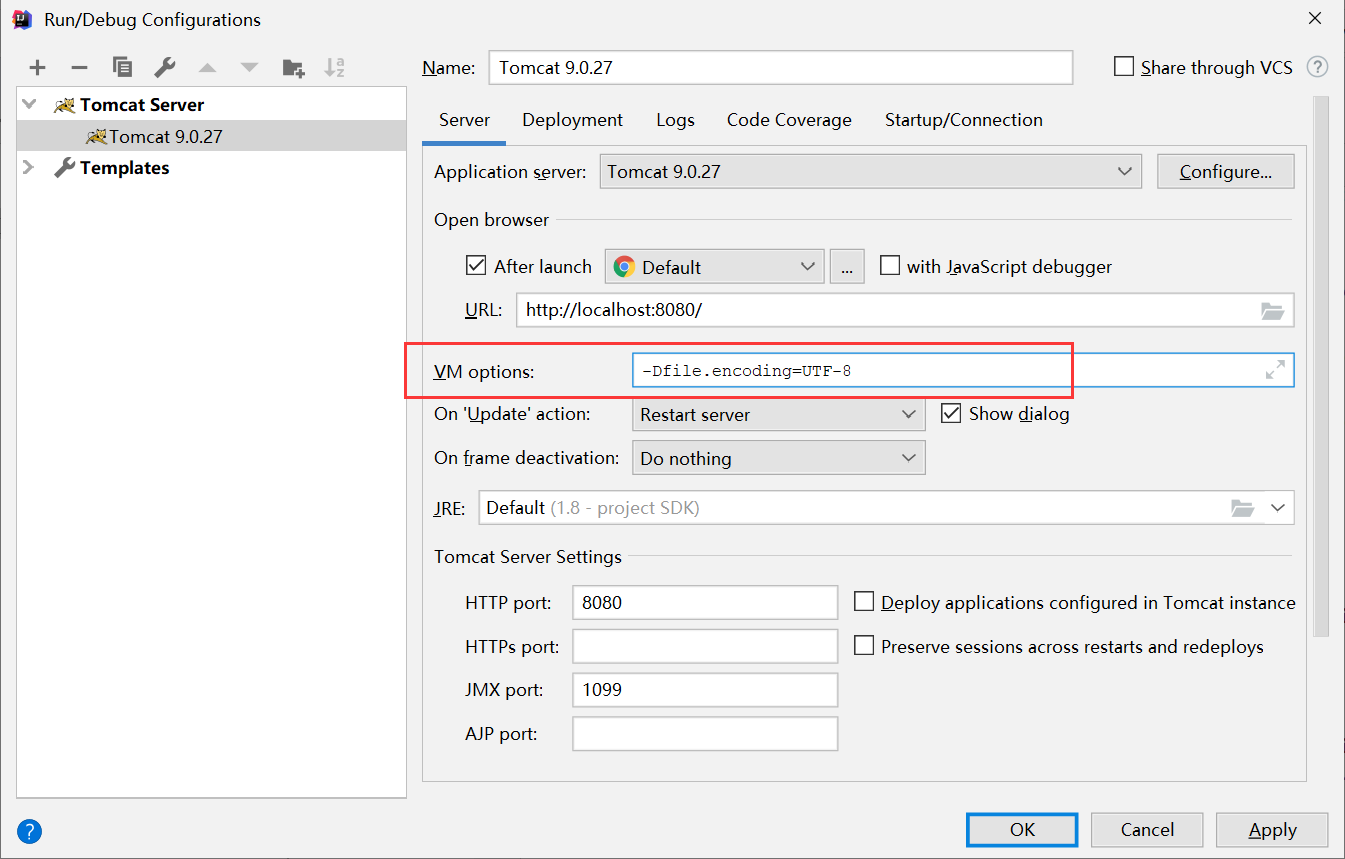 Run/Debug Configurations
Name: Tomcat 9.0.27 Share through VCS ?
Tomcat Server
Tomcat 9.0.27
Templates
Server Deployment Logs Code Coverage Startup/Connection
Application server: Tomcat 9.0.27 Configure...
Open browser
After launch Default ... with JavaScript debugger
URL: http://localhost:8080/
VM options: -Dfile.encoding=UTF-8
On 'Update' action: Restart server Show dialog
On frame deactivation: Do nothing
JRE: Default (1.8 - project SDK)
Tomcat Server Settings
HTTP port: 8080 Deploy applications configured in Tomcat instance
HTTPs port: Preserve sessions across restarts and redeploys
JMX port: 1099
AJP port:
? OK Cancel Apply